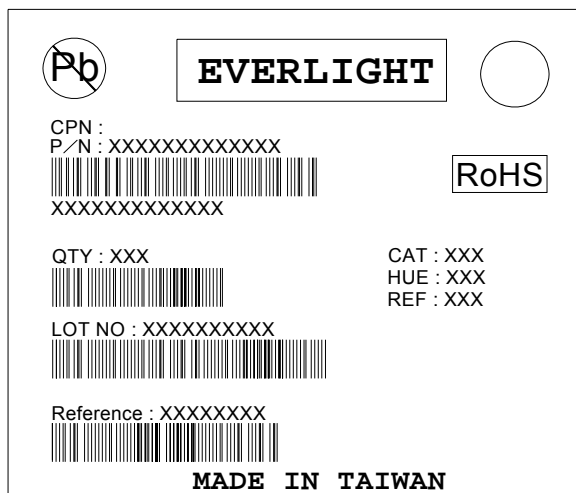 Pb
EVERLIGHT
CPN :
P/N : XXXXXXXXXXXXX
RoHS
XXXXXXXXXXXXX
QTY : XXX
CAT : XXX
HUE : XXX
REF : XXX
LOT NO : XXXXXXXXXX
Reference : XXXXXXXX
MADE IN TAIWAN